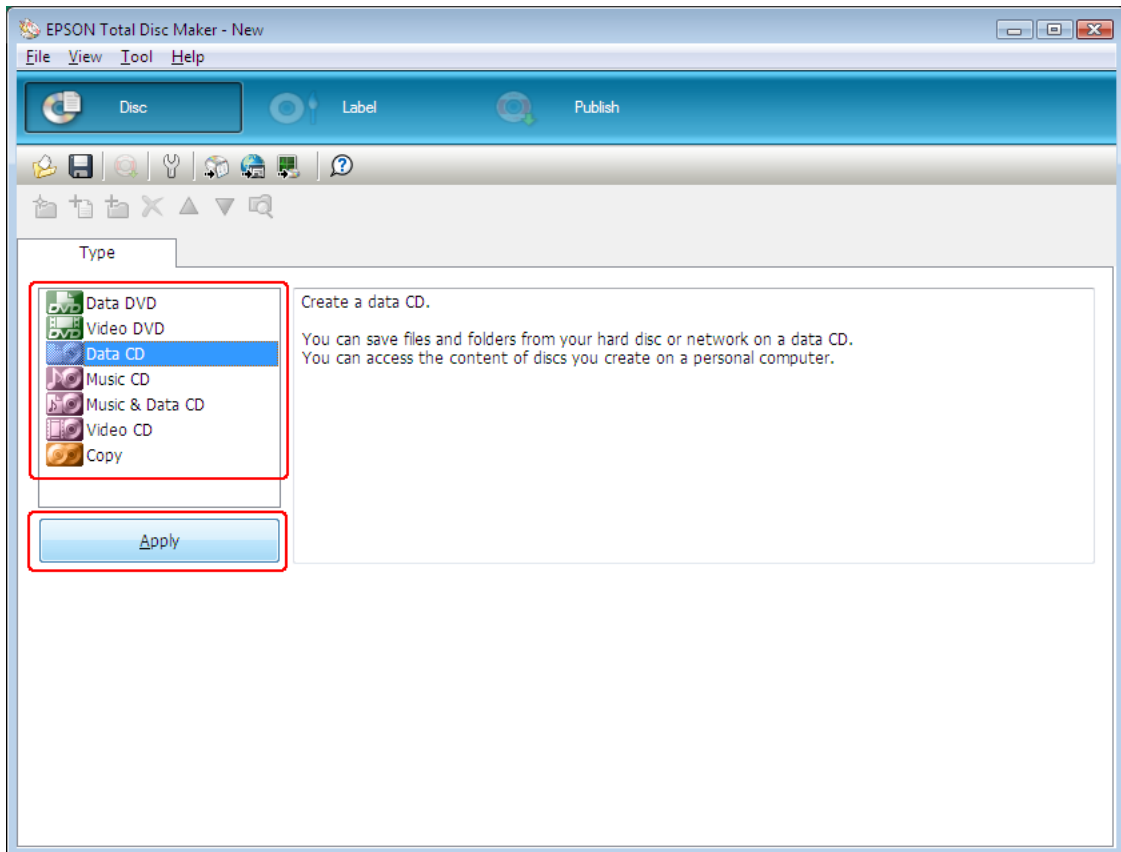 EPSON Total Disc Maker - New
File View Tool Help
Disc Label Publish
Type
DVD Data DVD
DVD Video DVD
Data CD
Music CD
Music & Data CD
Video CD
Copy
Apply
Create a data CD.
You can save files and folders from your hard disc or network on a data CD.
You can access the content of discs you create on a personal computer.